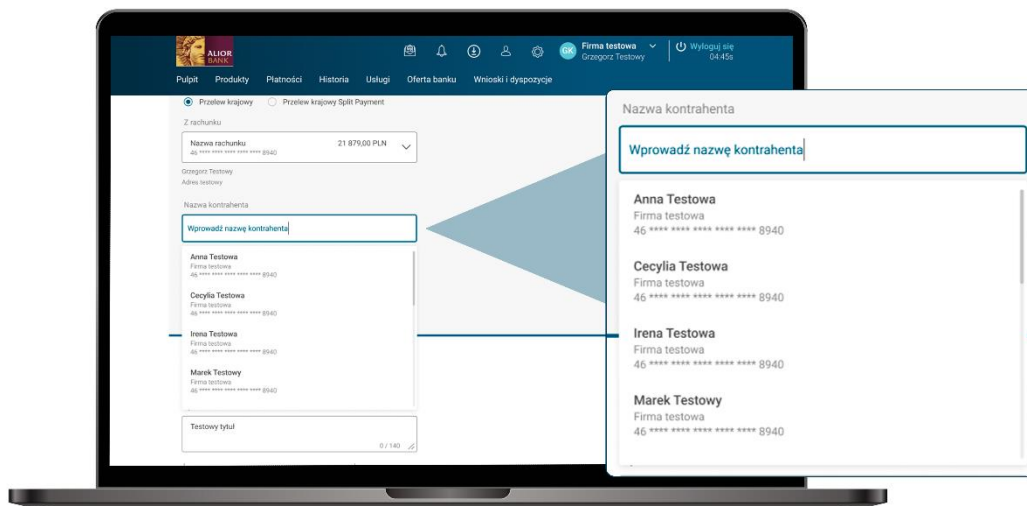 ALIOR
BANK
GK
Firma testowa
Grzegorz Testowy
Wyloguj się
04:45s
Pulpit Produkty Płatności Historia Usługi Oferta banku Wnioski i dyspozycje
Przelew krajowy Przelew krajowy Split Payment
Z rachunku
Nazwa rachunku 21 879,00 PLN
46 **** **** **** **** **** 8940
Grzegorz Testowy
Adres testowy
Nazwa kontrahenta
Wprowadź nazwę kontrahenta
Anna Testowa
Firma testowa
46 **** **** **** **** **** 8940
Cecylia Testowa
Firma testowa
46 **** **** **** **** **** 8940
Irena Testowa
Firma testowa
46 **** **** **** **** **** 8940
Marek Testowy
Firma testowa
46 **** **** **** **** **** 8940
Testowy tytuł
0 / 140
Nazwa kontrahenta
Wprowadź nazwę kontrahenta
Anna Testowa
Firma testowa
46 **** **** **** **** **** 8940
Cecylia Testowa
Firma testowa
46 **** **** **** **** **** 8940
Irena Testowa
Firma testowa
46 **** **** **** **** **** 8940
Marek Testowy
Firma testowa
46 **** **** **** **** **** 8940